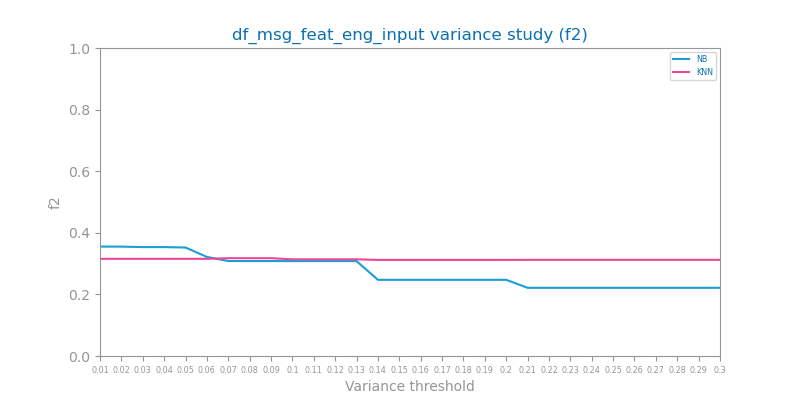 df_msg_feat_eng_input variance study (f2)
NB
KNN
f2
1.0
0.8
0.6
0.4
0.2
0.0
0.01 0.02 0.03 0.04 0.05 0.06 0.07 0.08 0.09 0.1 0.11 0.12 0.13 0.14 0.15 0.16 0.17 0.18 0.19 0.2 0.21 0.22 0.23 0.24 0.25 0.26 0.27 0.28 0.29 0.3
Variance threshold